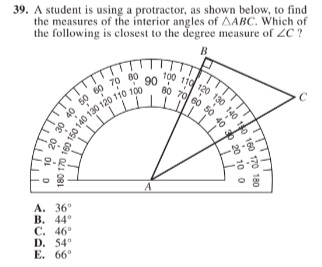 39. A student is using a protractor, as shown below, to find
the measures of the interior angles of △ABC. Which of
the following is closest to the degree measure of ∠C ?
B
C
0 10 20 30 40 50 60 70 80 90 100 110 120 130 140 150 160 170 180
180 170 160 150 140 130 120 110 100 80 70 60 50 40 30 20 10 0
A
A. 36°
B. 44°
C. 46°
D. 54°
E. 66°